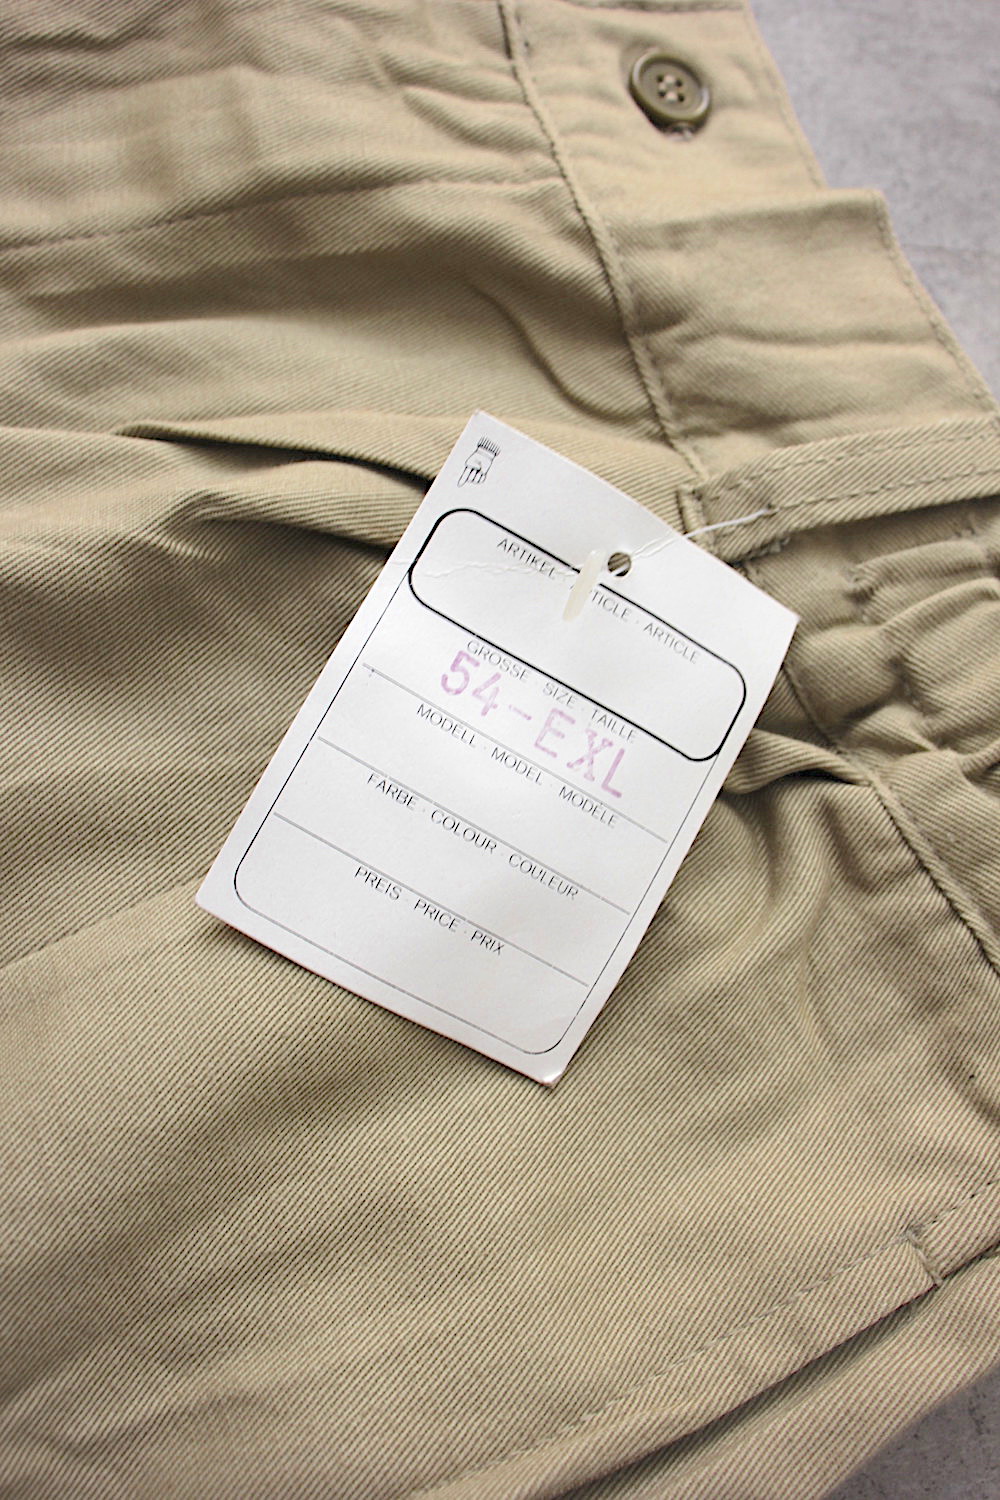 ARTIKEL · ARTICLE · ARTICLE
GROSSE · SIZE · TAILLE
54-EXL
MODELL · MODEL · MODÈLE
FARBE · COLOUR · COULEUR
PREIS · PRICE · PRIX